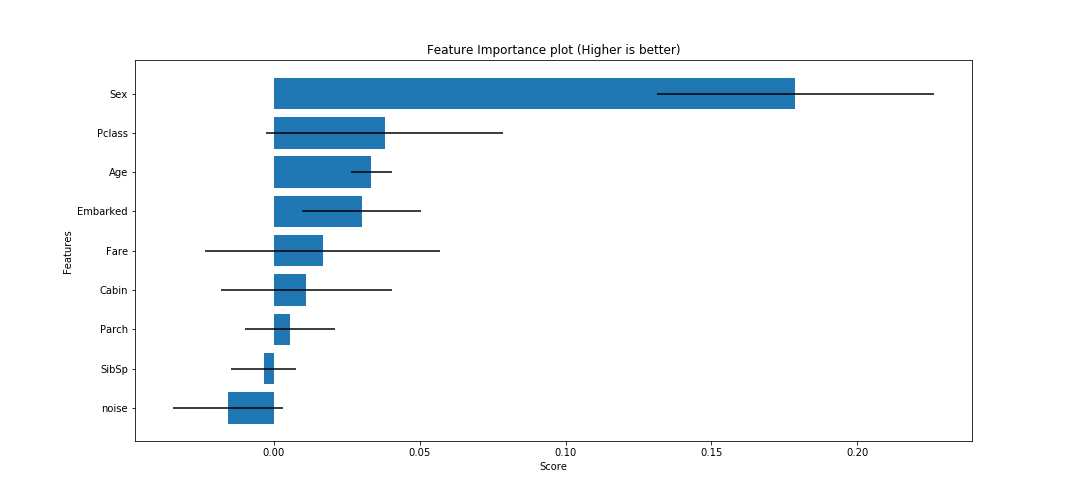 Feature Importance plot (Higher is better)
Features
Sex
Pclass
Age
Embarked
Fare
Cabin
Parch
SibSp
noise
0.00 0.05 0.10 0.15 0.20
Score